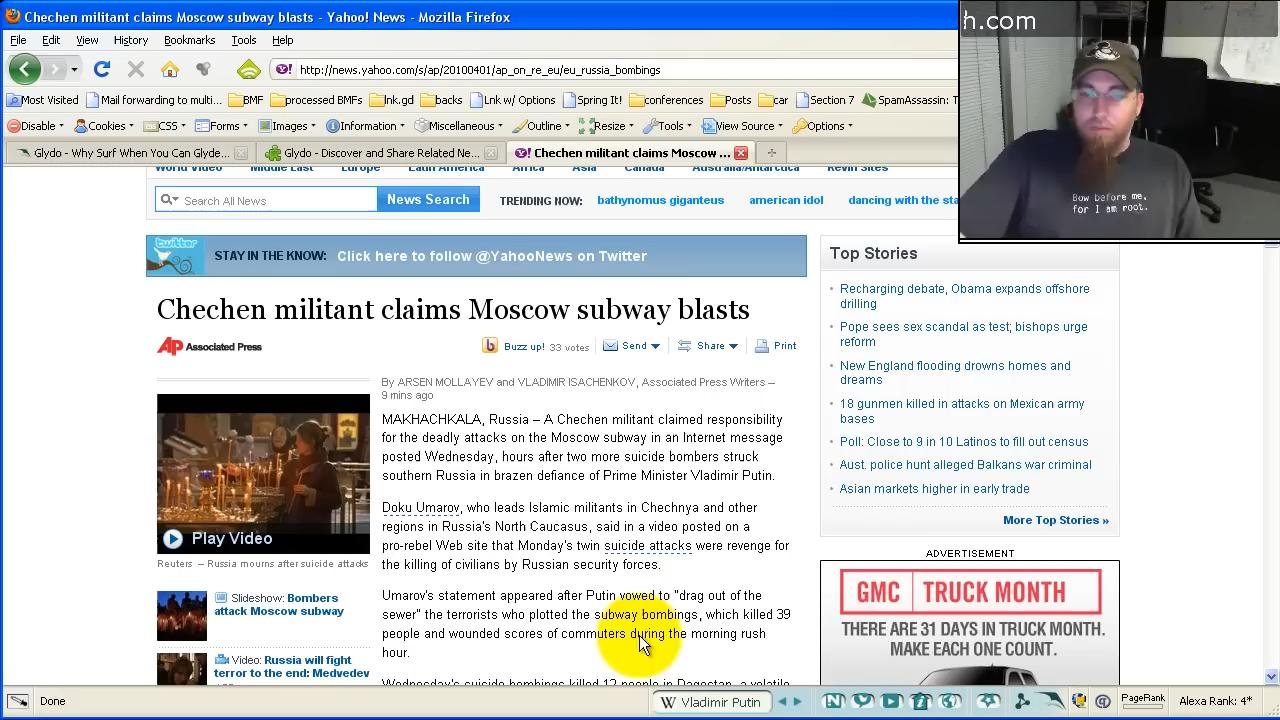 Chechen militant claims Moscow subway blasts - Yahoo! News - Mozilla Firefox
h.com
File Edit View History Bookmarks Tools Help
http://news.yahoo.com/s/ap/20100401/ap_on_re_eu/eu_russia_bombings
Most Visited Mail forwarding to multi... BMP processed BMPs lnk.gd backs Lnk w/ Options Spring Id conference Posts car Section 7 SamAssassin: T
Disable Cookies CSS Forms Images Information Miscellaneous Outline Resize Tools View Source Options
Glydo - Why Surf When You Can Glyde...
Glydo - Discover and Share Related Ne...
Chechen militant claims Moscow ...
World Video Middle East Europe Latin America Africa Asia Canada Australia/Antarctica Kevin Sites
Search All News News Search TRENDING NOW: bathynomus giganteus american idol dancing with the
Bow before me,
for I am root.
twitter STAY IN THE KNOW: Click here to follow @YahooNews on Twitter
Chechen militant claims Moscow subway blasts
AP Associated Press Buzz up! 33 votes Send Share Print
By ARSEN MOLLAYEV and VLADIMIR ISACHENKOV, Associated Press Writers –
9 mins ago
MAKHACHKALA, Russia – A Chechen militant claimed responsibility
for the deadly attacks on the Moscow subway in an Internet message
posted Wednesday, hours after two more suicide bombers struck
southern Russia in brazen defiance of Prime Minister Vladimir Putin.
Doku Umarov, who leads Islamic militants in Chechnya and other
regions in Russia's North Caucasus, said in a video posted on a
pro-rebel Web site that Monday's twin suicide attacks were revenge for
the killing of civilians by Russian security forces.
Umarov's statement appeared after Putin vowed to "drag out of the
sewer" the terrorists who plotted the subway bombings, which killed 39
people and wounded scores of commuters during the morning rush
hour.
Wednesday's suicide bombings killed 12 people in Dagestan, a volatile
Play Video
Reuters – Russia mourns after suicide attacks
Slideshow: Bombers
attack Moscow subway
Video: Russia will fight
terror to the end: Medvedev
Top Stories
Recharging debate, Obama expands offshore
drilling
Pope sees sex scandal as test; bishops urge
reform
New England flooding drowns homes and
dreams
18 gunmen killed in attacks on Mexican army
bases
Poll: Close to 9 in 10 Latinos to fill out census
Aust. police hunt alleged Balkans war criminal
Asian markets higher in early trade
More Top Stories »
ADVERTISEMENT
GMC TRUCK MONTH
THERE ARE 31 DAYS IN TRUCK MONTH.
MAKE EACH ONE COUNT.
Done W Vladimir Putin PageRank Alexa Rank: 4*